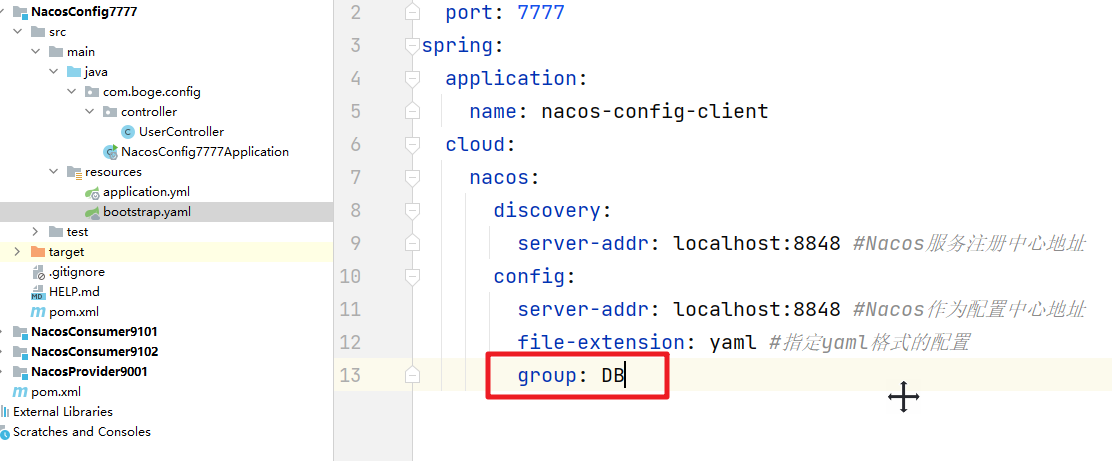 NacosConfig7777
src
main
java
com.boge.config
controller
UserController
NacosConfig7777Application
resources
application.yml
bootstrap.yaml
test
target
.gitignore
HELP.md
pom.xml
NacosConsumer9101
NacosConsumer9102
NacosProvider9001
pom.xml
External Libraries
Scratches and Consoles
2 port: 7777
3 spring:
4 application:
5 name: nacos-config-client
6 cloud:
7 nacos:
8 discovery:
9 server-addr: localhost:8848 #Nacos服务注册中心地址
10 config:
11 server-addr: localhost:8848 #Nacos作为配置中心地址
12 file-extension: yaml #指定yaml格式的配置
13 group: DB